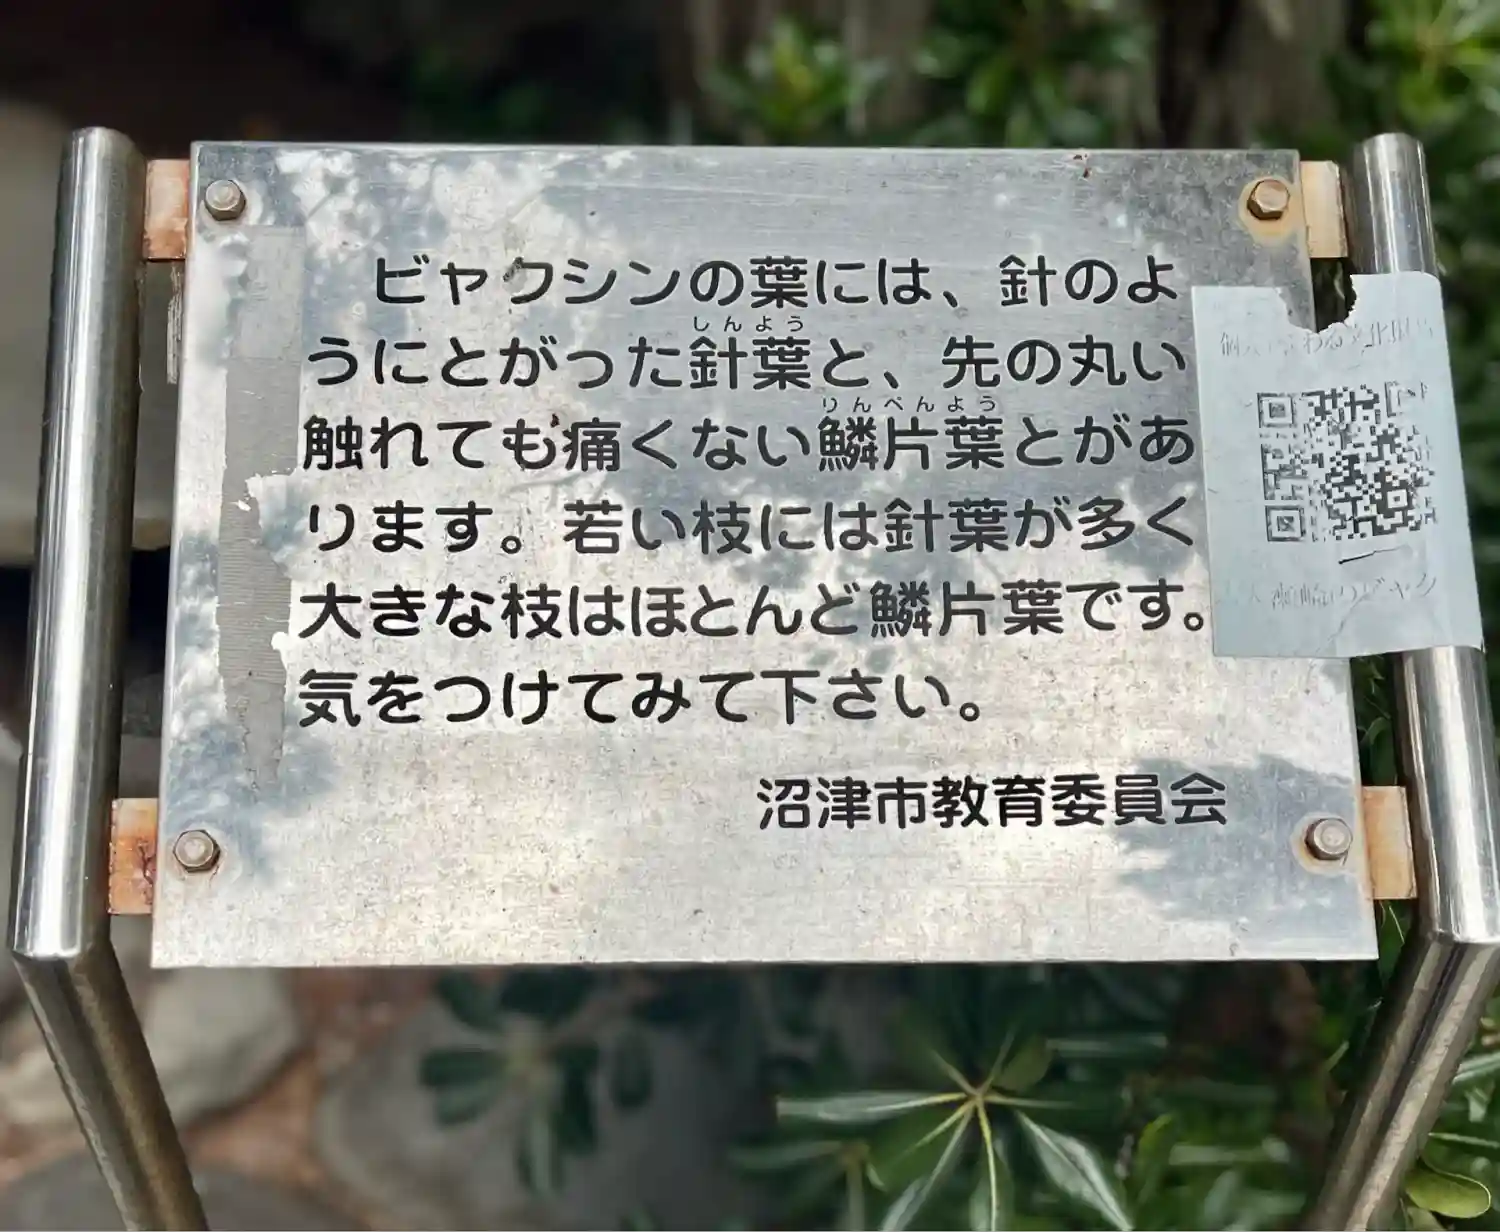 ビャクシンの葉には、針のよ
しんよう
うにとがった針葉と、先の丸い
りんぺんよう
触れても痛くない鱗片葉とがあ
ります。若い枝には針葉が多く
大きな枝はほとんど鱗片葉です。
気をつけてみて下さい。
沼津市教育委員会